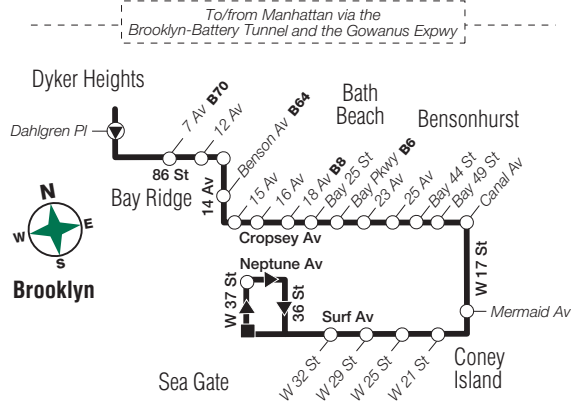 To/from Manhattan via the
Brooklyn-Battery Tunnel and the Gowanus Expwy
Dyker Heights
Dahlgren Pl
7 Av B70
12 Av
Benson Av B64
86 St
Bay Ridge
14 Av
Bath
Beach
Bensonhurst
15 Av
16 Av
18 Av B8
Bay 25 St
Bay Pkwy B6
23 Av
25 Av
Bay 44 St
Bay 49 St
Canal Av
Cropsey Av
N
W
E
S
Brooklyn
Neptune Av
W 37 St
36 St
Surf Av
W 17 St
Mermaid Av
Sea Gate
W 32 St
W 29 St
W 25 St
W 21 St
Coney
Island